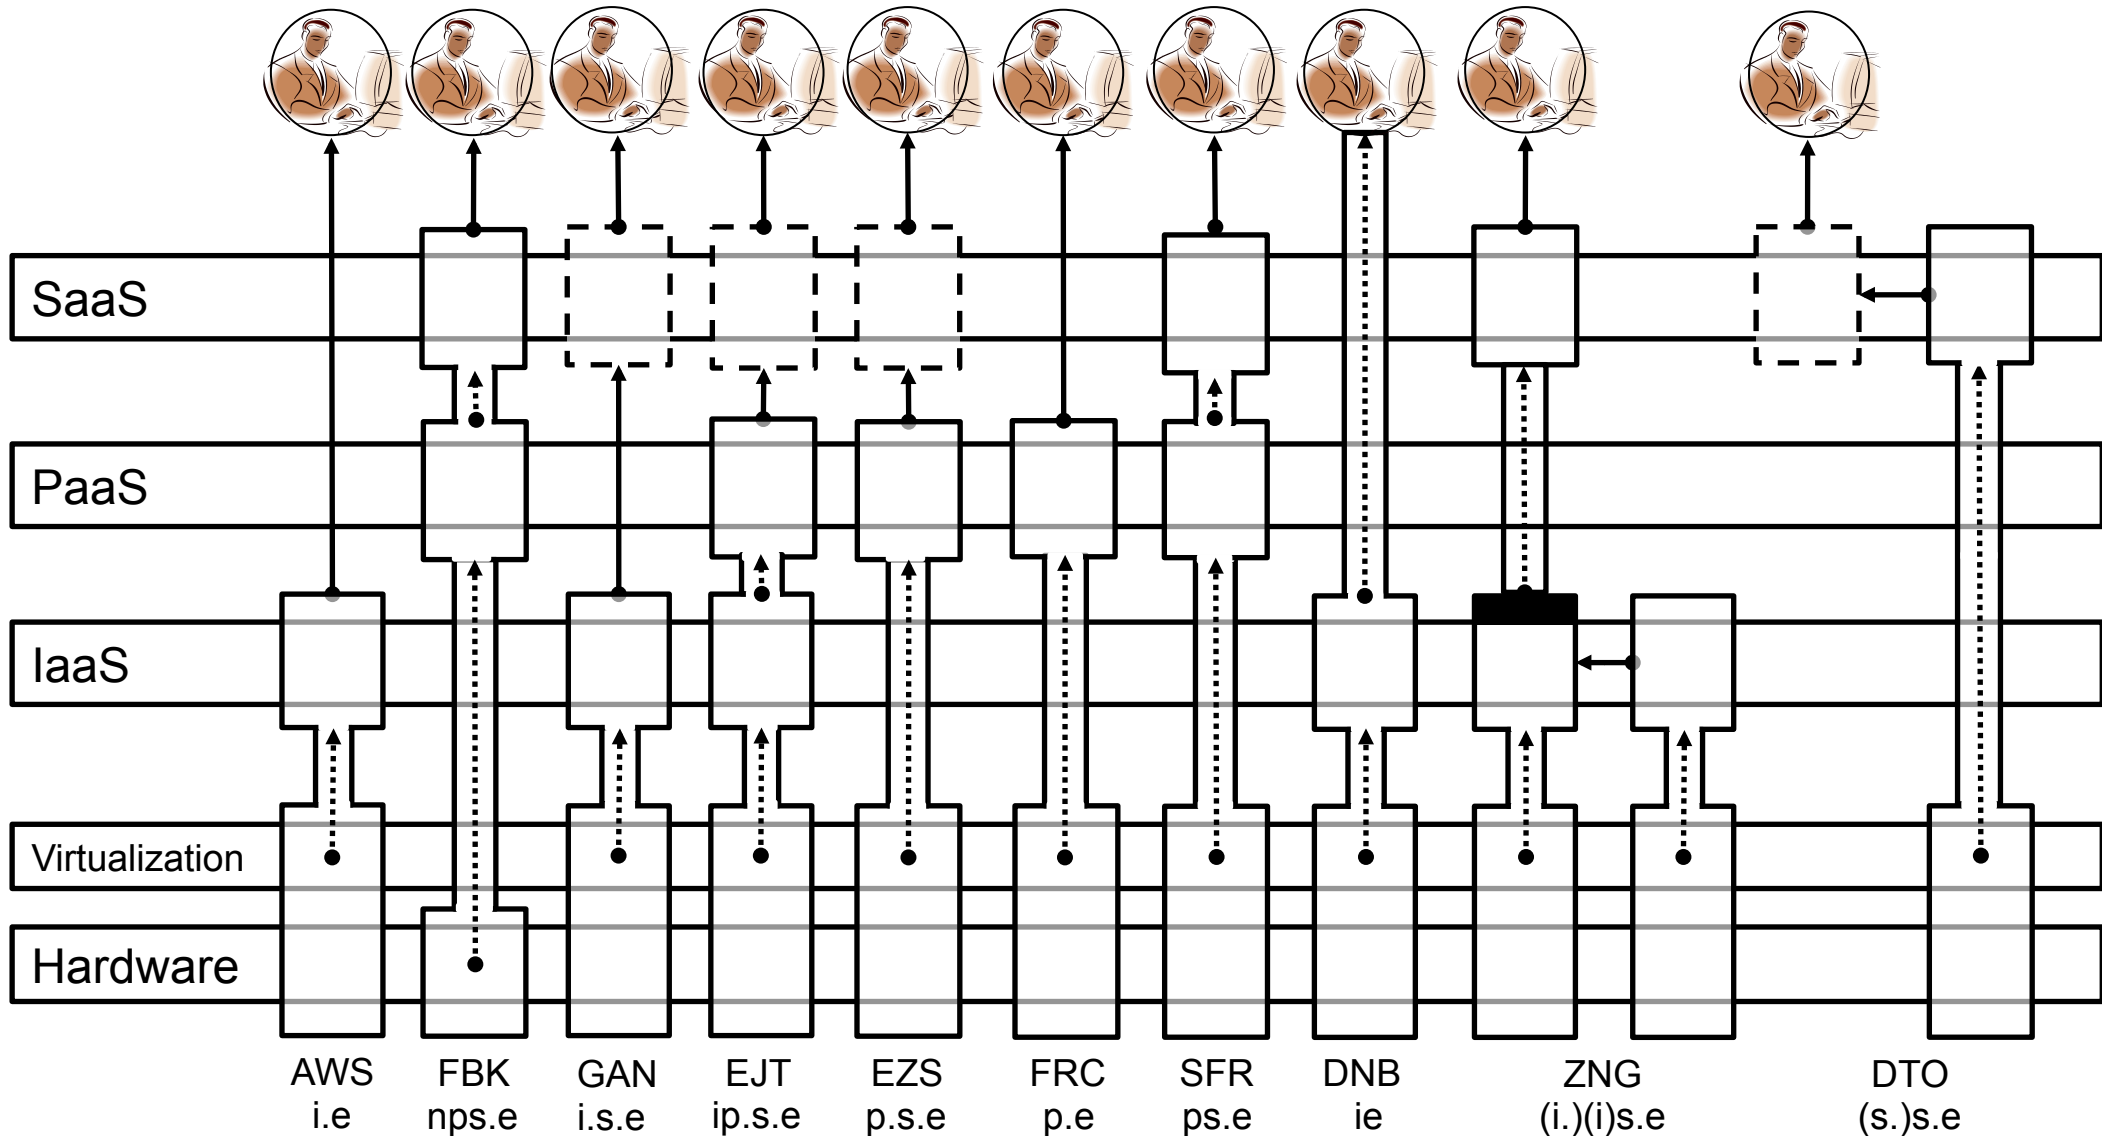 SaaS
PaaS
IaaS
Virtualization
Hardware
AWS FBK GAN EJT EZS FRC SFR DNB ZNG DTO
i.e nps.e i.s.e ip.s.e p.s.e p.e ps.e ie (i.)(i)s.e (s.)s.e